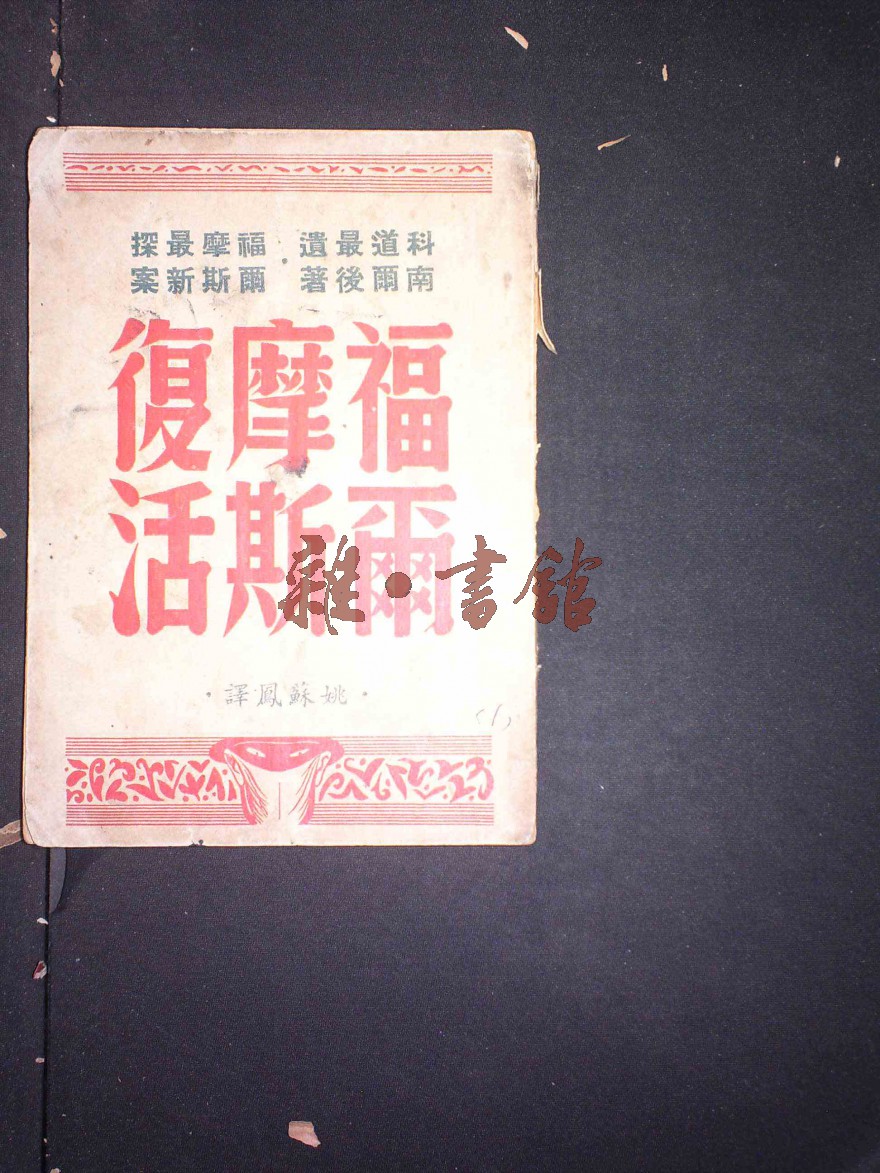 科南道爾最後遺著
福爾摩斯最新探案
福爾摩斯復活
·姚蘇鳳譯·
(1)
雜·書館